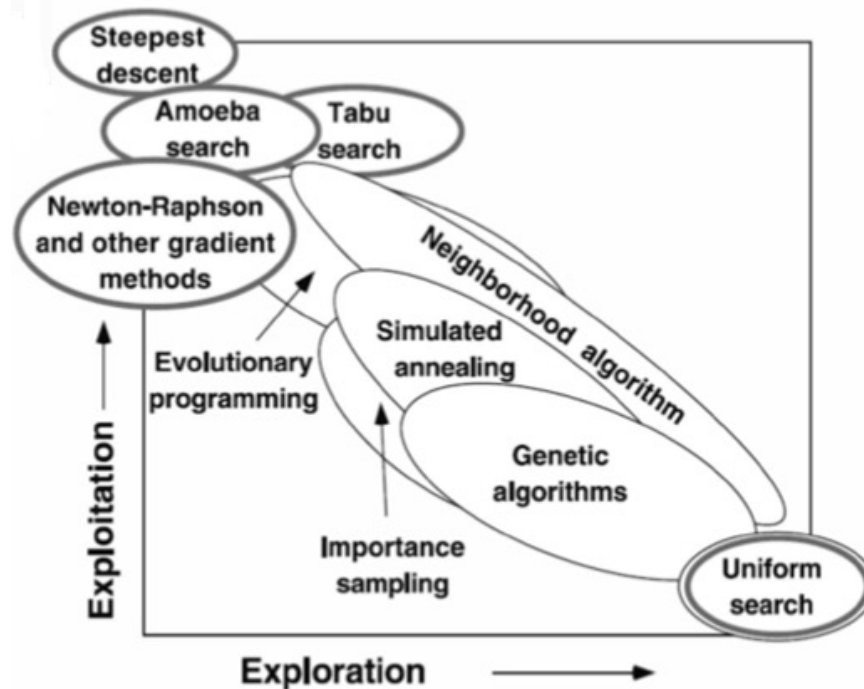 Steepest
descent
Amoeba
search
Tabu
search
Newton-Raphson
and other gradient
methods
Neighborhood algorithm
Evolutionary
programming
Simulated
annealing
Genetic
algorithms
Importance
sampling
Uniform
search
Exploitation
Exploration